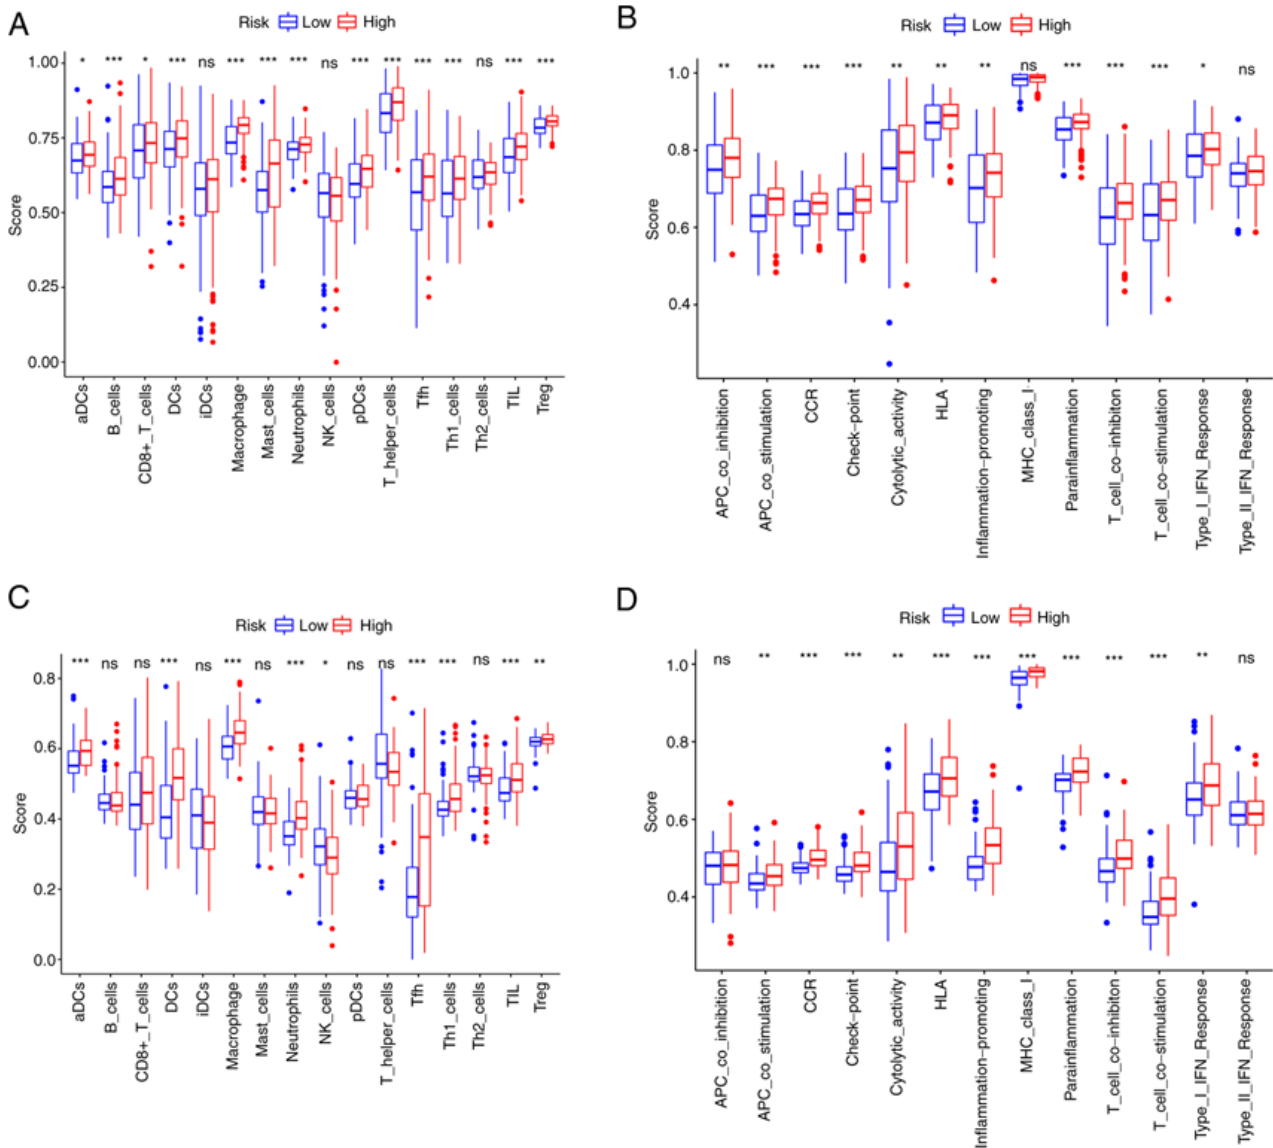 A
Risk Low High
* *** * *** ns *** *** *** ns *** *** *** *** ns *** ***
1.00
0.75
0.50
0.25
0.00
Score
aDCs
B_cells
CD8+_T_cells
DCs
iDCs
Macrophage
Mast_cells
Neutrophils
NK_cells
pDCs
T_helper_cells
Tfh
Th1_cells
Th2_cells
TIL
Treg
B
Risk Low High
** *** *** *** ** ** ** ns *** *** *** * ns
1.0
0.8
0.6
0.4
Score
APC_co_inhibition
APC_co_stimulation
CCR
Check-point
Cytolytic_activity
HLA
Inflammation-promoting
MHC_class_I
Parainflammation
T_cell_co-inhibiton
T_cell_co-stimulation
Type_I_IFN_Response
Type_II_IFN_Response
C
Risk Low High
*** ns ns *** ns *** ns *** * ns ns *** *** ns *** **
0.8
0.6
0.4
0.2
0.0
Score
aDCs
B_cells
CD8+_T_cells
DCs
iDCs
Macrophage
Mast_cells
Neutrophils
NK_cells
pDCs
T_helper_cells
Tfh
Th1_cells
Th2_cells
TIL
Treg
D
Risk Low High
ns ** *** *** ** *** *** *** *** *** *** ** ns
1.0
0.8
0.6
0.4
Score
APC_co_inhibition
APC_co_stimulation
CCR
Check-point
Cytolytic_activity
HLA
Inflammation-promoting
MHC_class_I
Parainflammation
T_cell_co-inhibiton
T_cell_co-stimulation
Type_I_IFN_Response
Type_II_IFN_Response